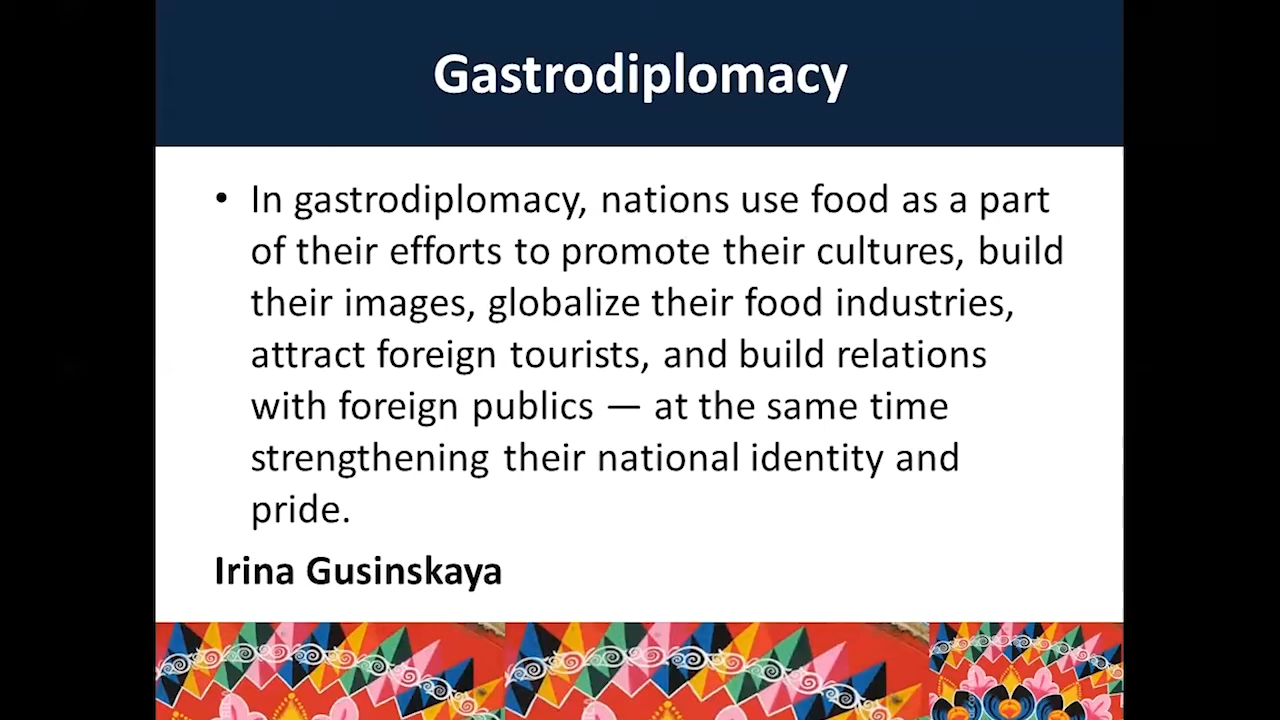 Gastrodiplomacy
• In gastrodiplomacy, nations use food as a part
of their efforts to promote their cultures, build
their images, globalize their food industries,
attract foreign tourists, and build relations
with foreign publics — at the same time
strengthening their national identity and
pride.
Irina Gusinskaya